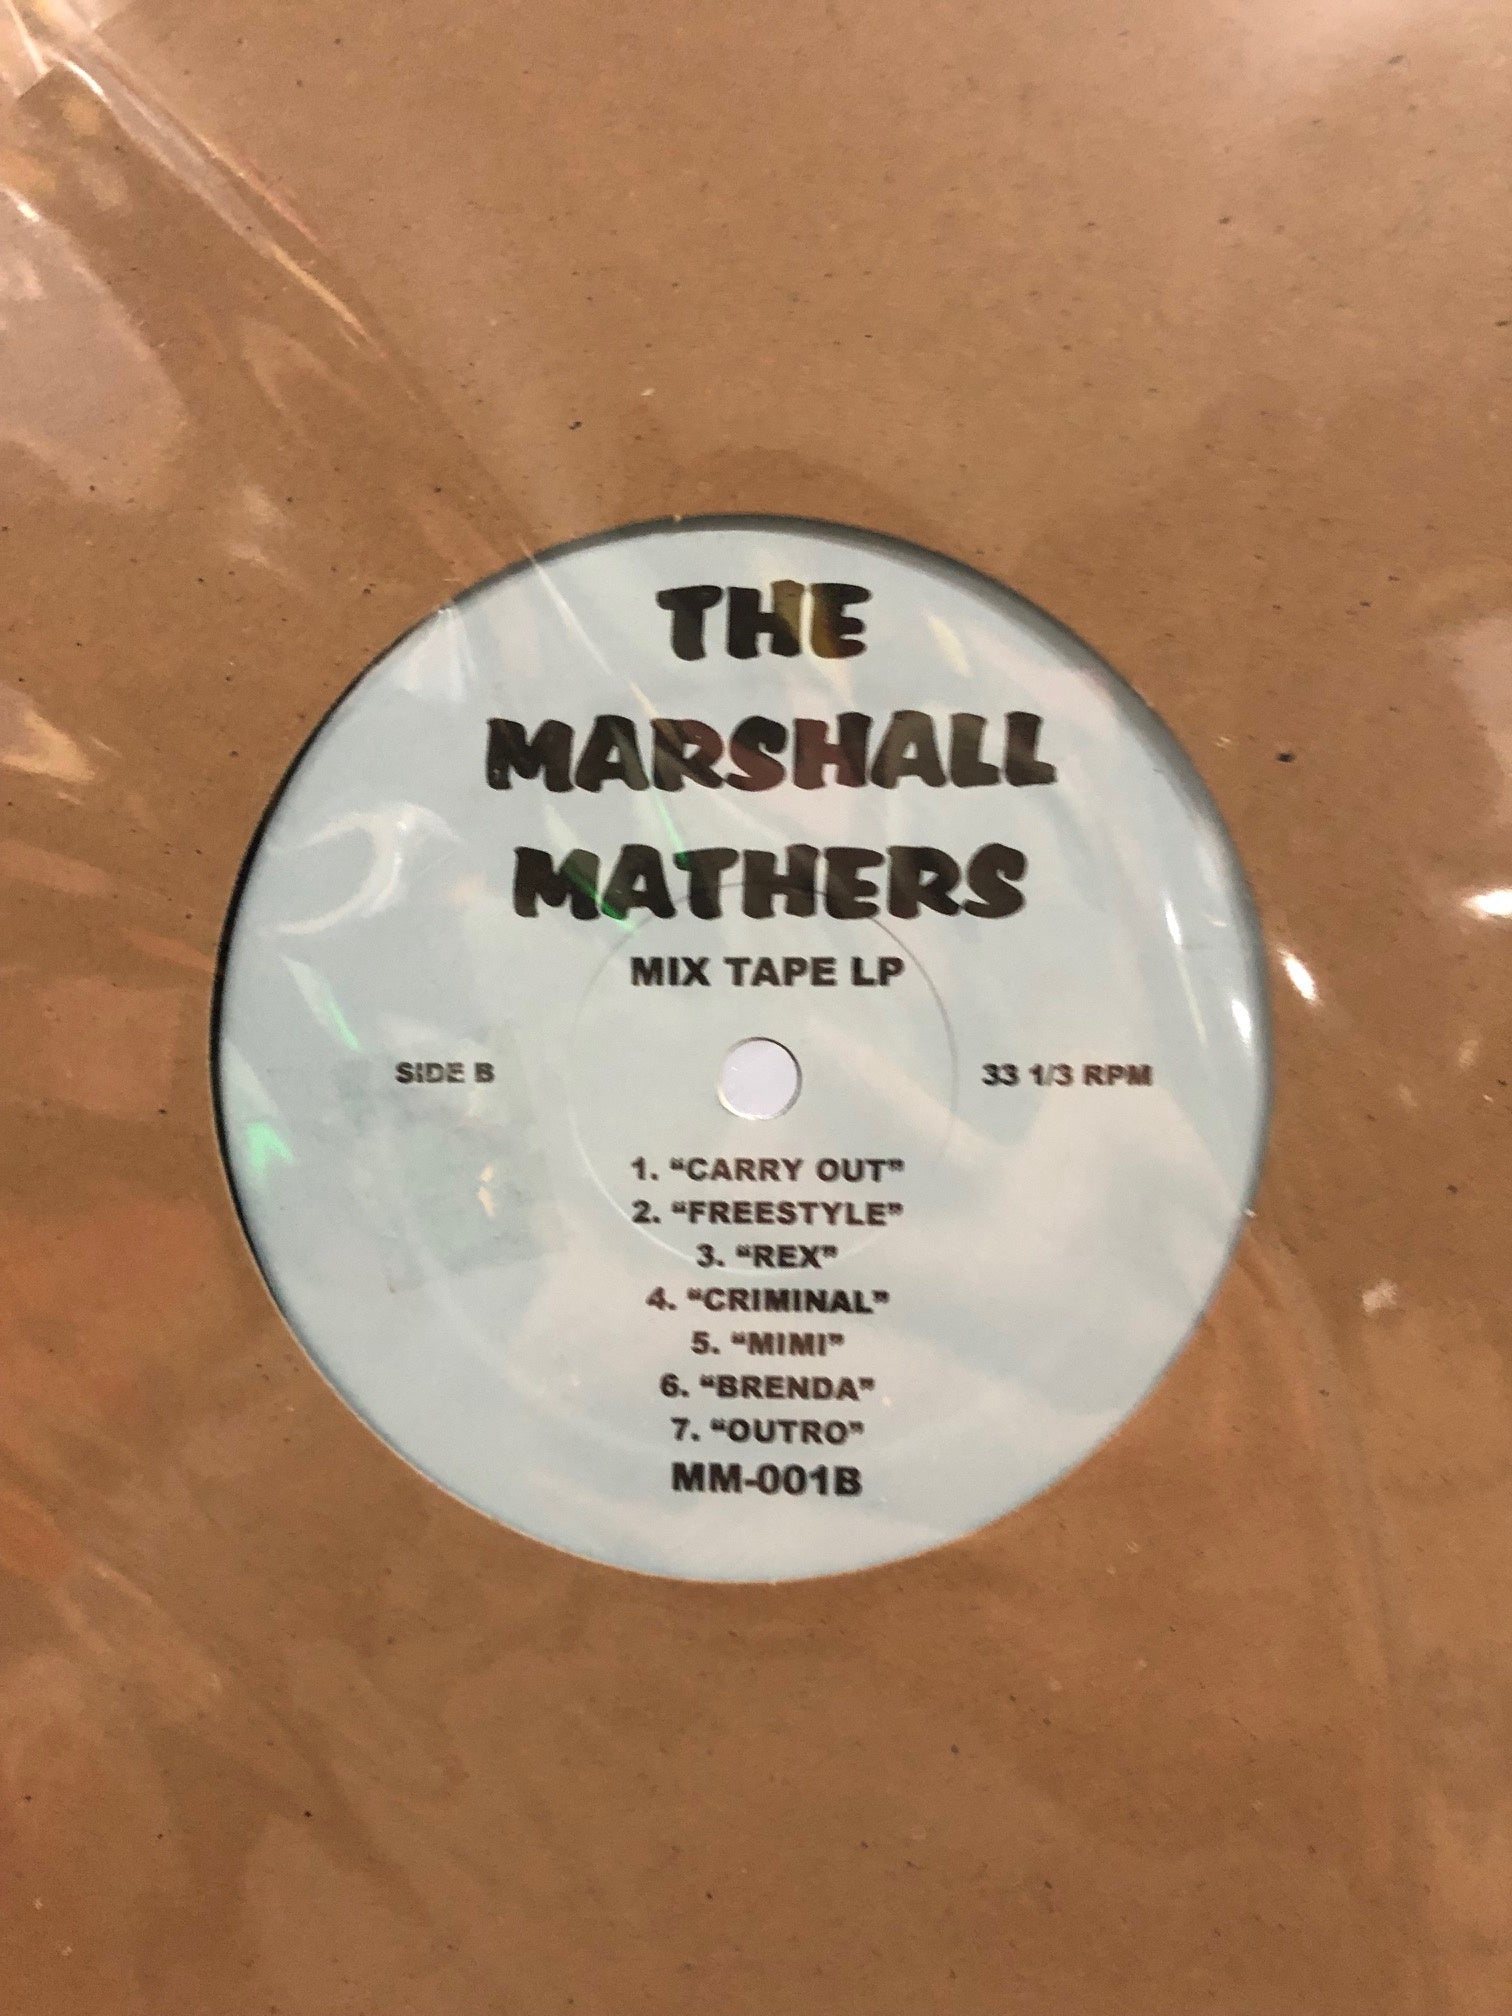 THE
MARSHALL
MATHERS
MIX TAPE LP
SIDE B
33 1/3 RPM
1. “CARRY OUT”
2. “FREESTYLE”
3. “REX”
4. “CRIMINAL”
5. “MIMI”
6. “BRENDA”
7. “OUTRO”
MM-001B